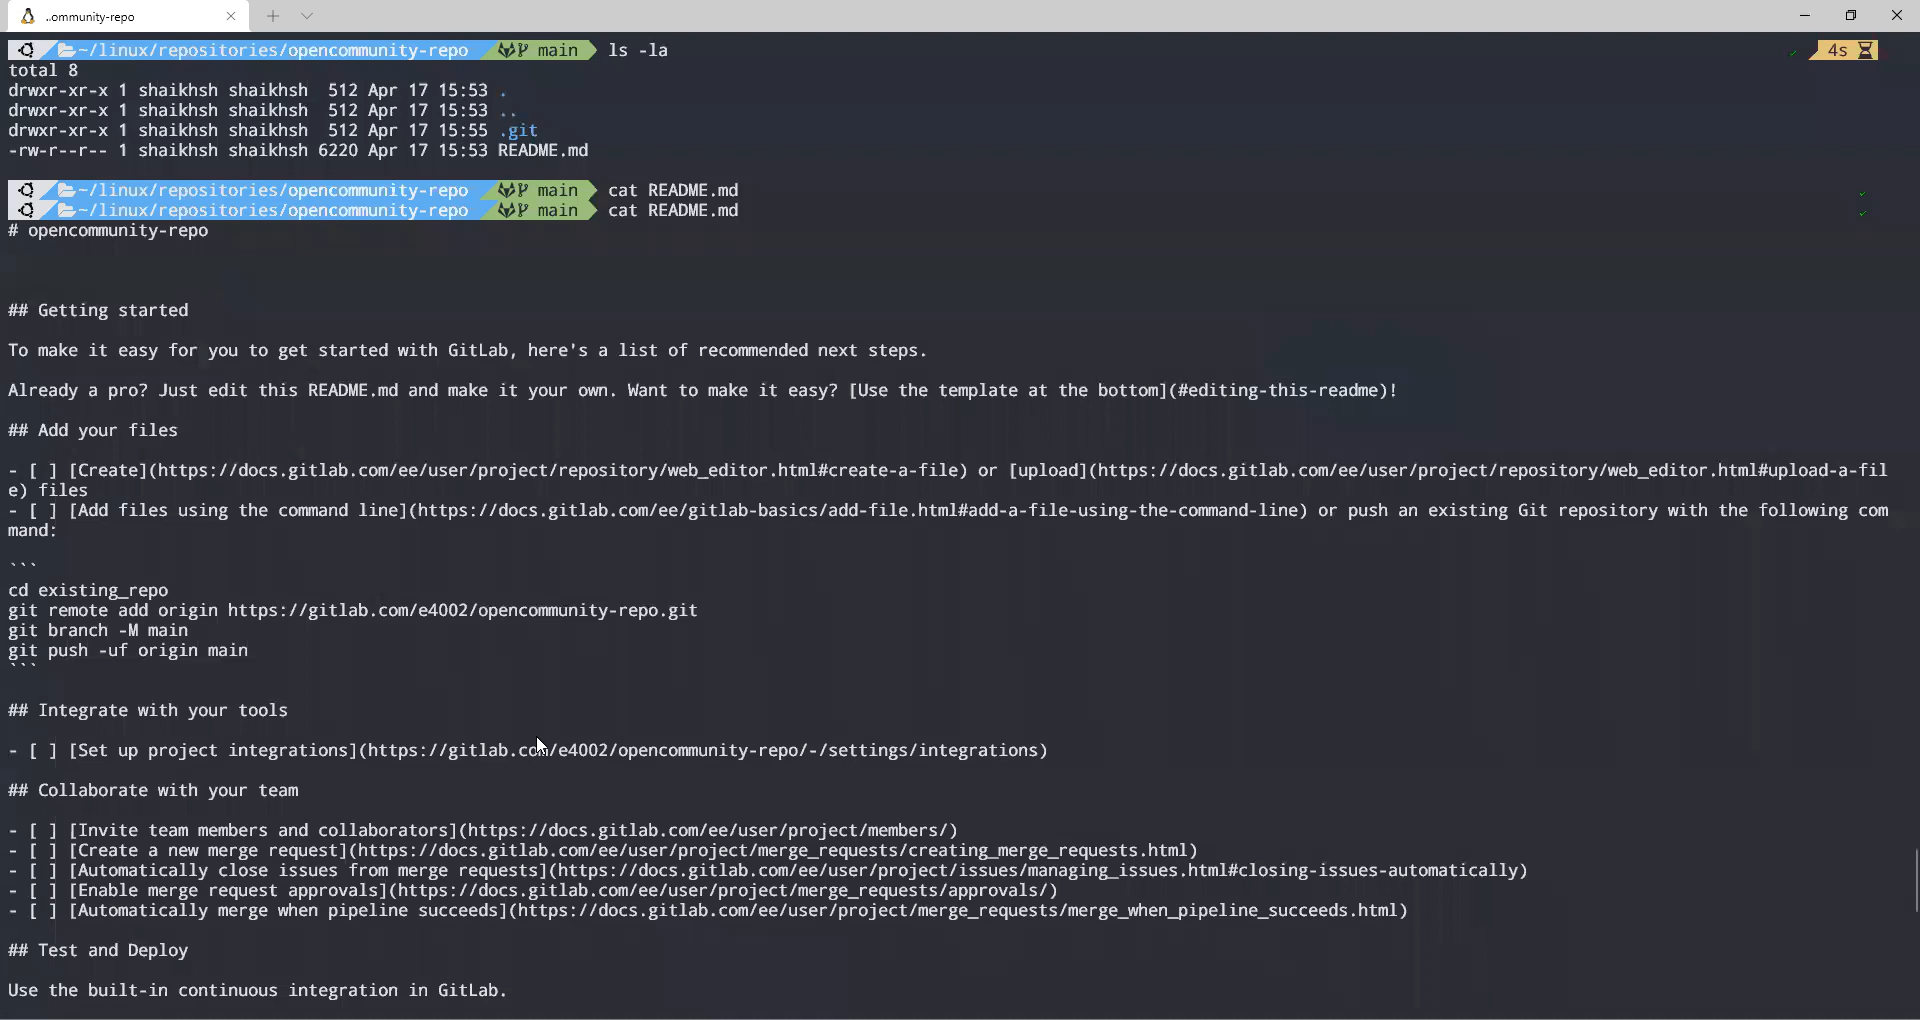 ..ommunity-repo
~/linux/repositories/opencommunity-repo main ls -la 4s
total 8
drwxr-xr-x 1 shaikhsh shaikhsh  512 Apr 17 15:53 .
drwxr-xr-x 1 shaikhsh shaikhsh  512 Apr 17 15:53 ..
drwxr-xr-x 1 shaikhsh shaikhsh  512 Apr 17 15:55 .git
-rw-r--r-- 1 shaikhsh shaikhsh 6220 Apr 17 15:53 README.md
~/linux/repositories/opencommunity-repo main cat README.md
~/linux/repositories/opencommunity-repo main cat README.md
# opencommunity-repo
## Getting started
To make it easy for you to get started with GitLab, here's a list of recommended next steps.
Already a pro? Just edit this README.md and make it your own. Want to make it easy? [Use the template at the bottom](#editing-this-readme)!
## Add your files
- [ ] [Create](https://docs.gitlab.com/ee/user/project/repository/web_editor.html#create-a-file) or [upload](https://docs.gitlab.com/ee/user/project/repository/web_editor.html#upload-a-fil
e) files
- [ ] [Add files using the command line](https://docs.gitlab.com/ee/gitlab-basics/add-file.html#add-a-file-using-the-command-line) or push an existing Git repository with the following com
mand:
```
cd existing_repo
git remote add origin https://gitlab.com/e4002/opencommunity-repo.git
git branch -M main
git push -uf origin main
```
## Integrate with your tools
- [ ] [Set up project integrations](https://gitlab.com/e4002/opencommunity-repo/-/settings/integrations)
## Collaborate with your team
- [ ] [Invite team members and collaborators](https://docs.gitlab.com/ee/user/project/members/)
- [ ] [Create a new merge request](https://docs.gitlab.com/ee/user/project/merge_requests/creating_merge_requests.html)
- [ ] [Automatically close issues from merge requests](https://docs.gitlab.com/ee/user/project/issues/managing_issues.html#closing-issues-automatically)
- [ ] [Enable merge request approvals](https://docs.gitlab.com/ee/user/project/merge_requests/approvals/)
- [ ] [Automatically merge when pipeline succeeds](https://docs.gitlab.com/ee/user/project/merge_requests/merge_when_pipeline_succeeds.html)
## Test and Deploy
Use the built-in continuous integration in GitLab.